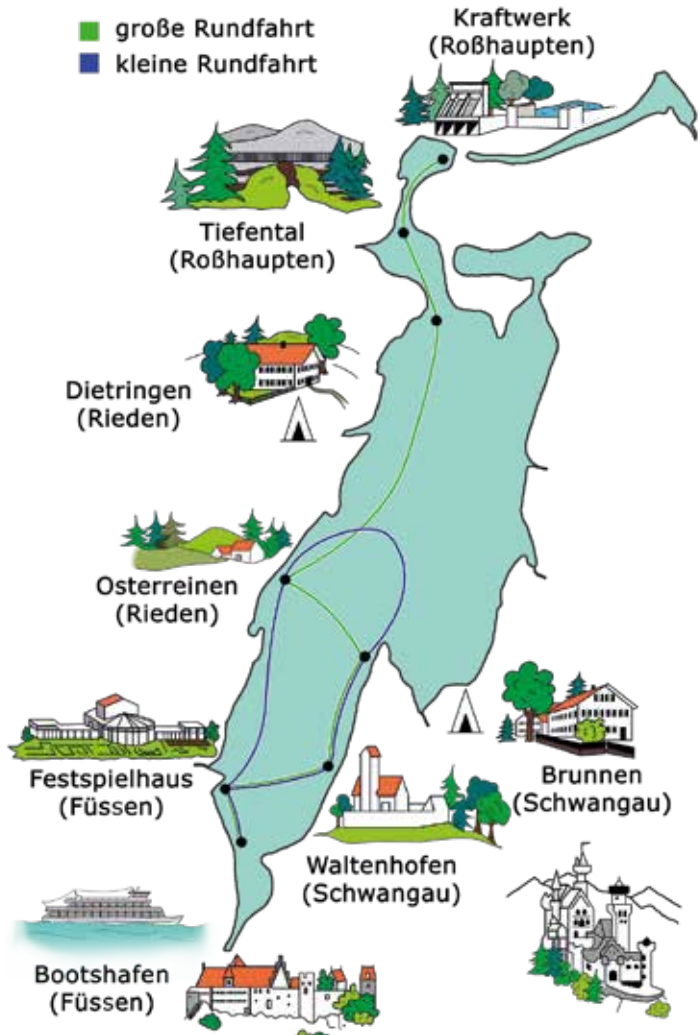 große Rundfahrt
kleine Rundfahrt
Kraftwerk
(Roßhaupten)
Tiefental
(Roßhaupten)
Dietringen
(Rieden)
Osterreinen
(Rieden)
Festspielhaus
(Füssen)
Brunnen
(Schwangau)
Waltenhofen
(Schwangau)
Bootshafen
(Füssen)